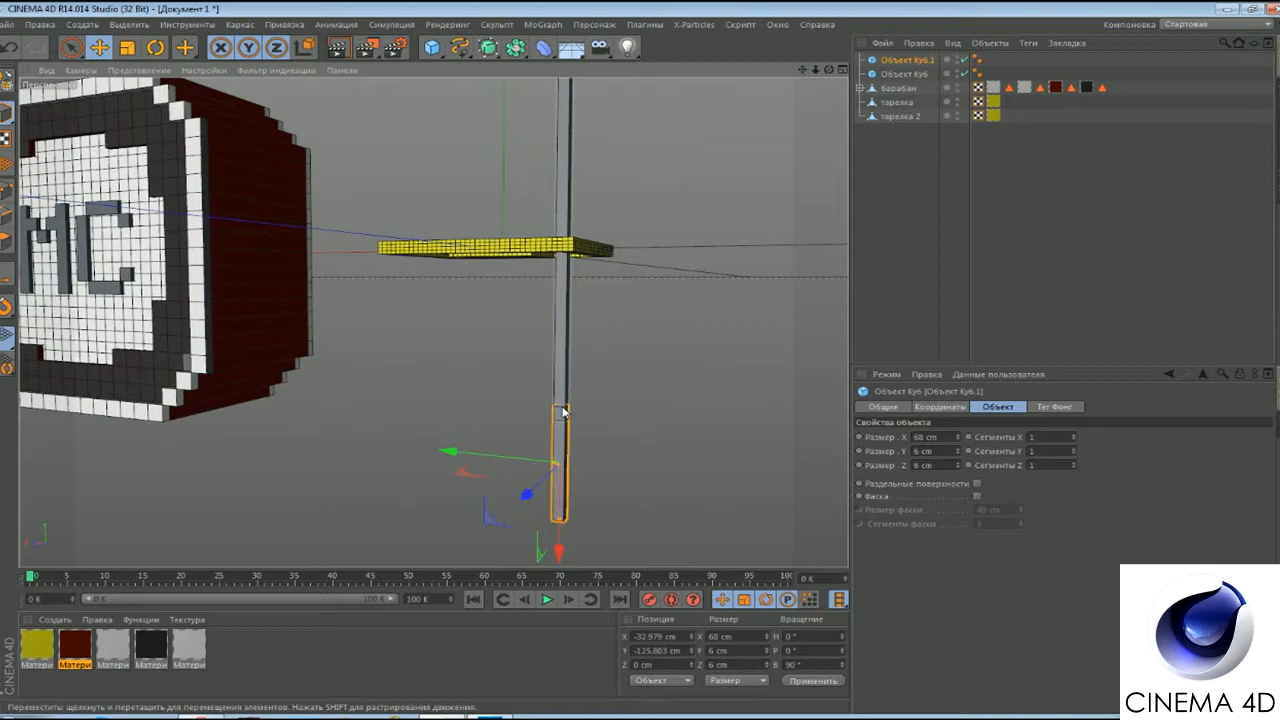 CINEMA 4D R14.014 Studio (32 Bit) - [Документ1 *]
Правка Создать Выделить Инструменты Каркас Привязка Анимация Симуляция Рендеринг Скульпт MoGraph Персонаж Плагины X-Particles Скрипт Окно Справка
Компоновка Стартовая
X Y Z
Вид Камеры Представление Настройки Фильтр индикации Панели
MC
Файл Правка Вид Объекты Теги Закладка
Объект Куб.1
Объект Куб
барабан
тарелка
тарелка 2
Режим Правка Данные пользователя
Объект Куб [Объект Куб.1]
Общие Координаты Объект Тег Фонг
Свойства объекта
Размер . X 68 cm Сегменты X 1
Размер . Y 6 cm Сегменты Y 1
Размер . Z 6 cm Сегменты Z 1
Раздельные поверхности
Фаска
Размер фаски 40 cm
Сегменты фаски 5
0 5 10 15 20 25 30 35 40 45 50 55 60 65 70 75 80 85 90 95 100 0 K
0 K 0 K 100 K 100 K
Создать Правка Функции Текстура
Матери Матери Матери Матери Матери
Позиция Размер Вращение
X -32.979 cm X 68 cm H 0 °
Y -125.803 cm Y 6 cm P 0 °
Z 0 cm Z 6 cm B 90 °
Объект Размер Применить
CINEMA 4D
Переместить: щёлкнуть и перетащить для перемещения элементов. Нажать SHIFT для растрирования движения.
CINEMA 4D